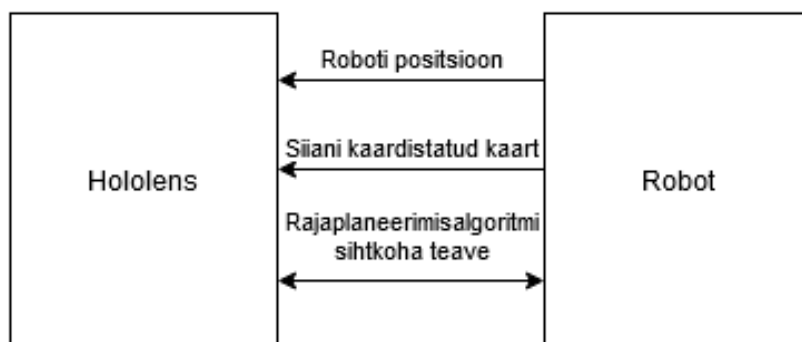 Roboti positsioon
Siiani kaardistatud kaart
Hololens
Robot
Rajaplaneerimisalgoritmi
sihtkoha teave